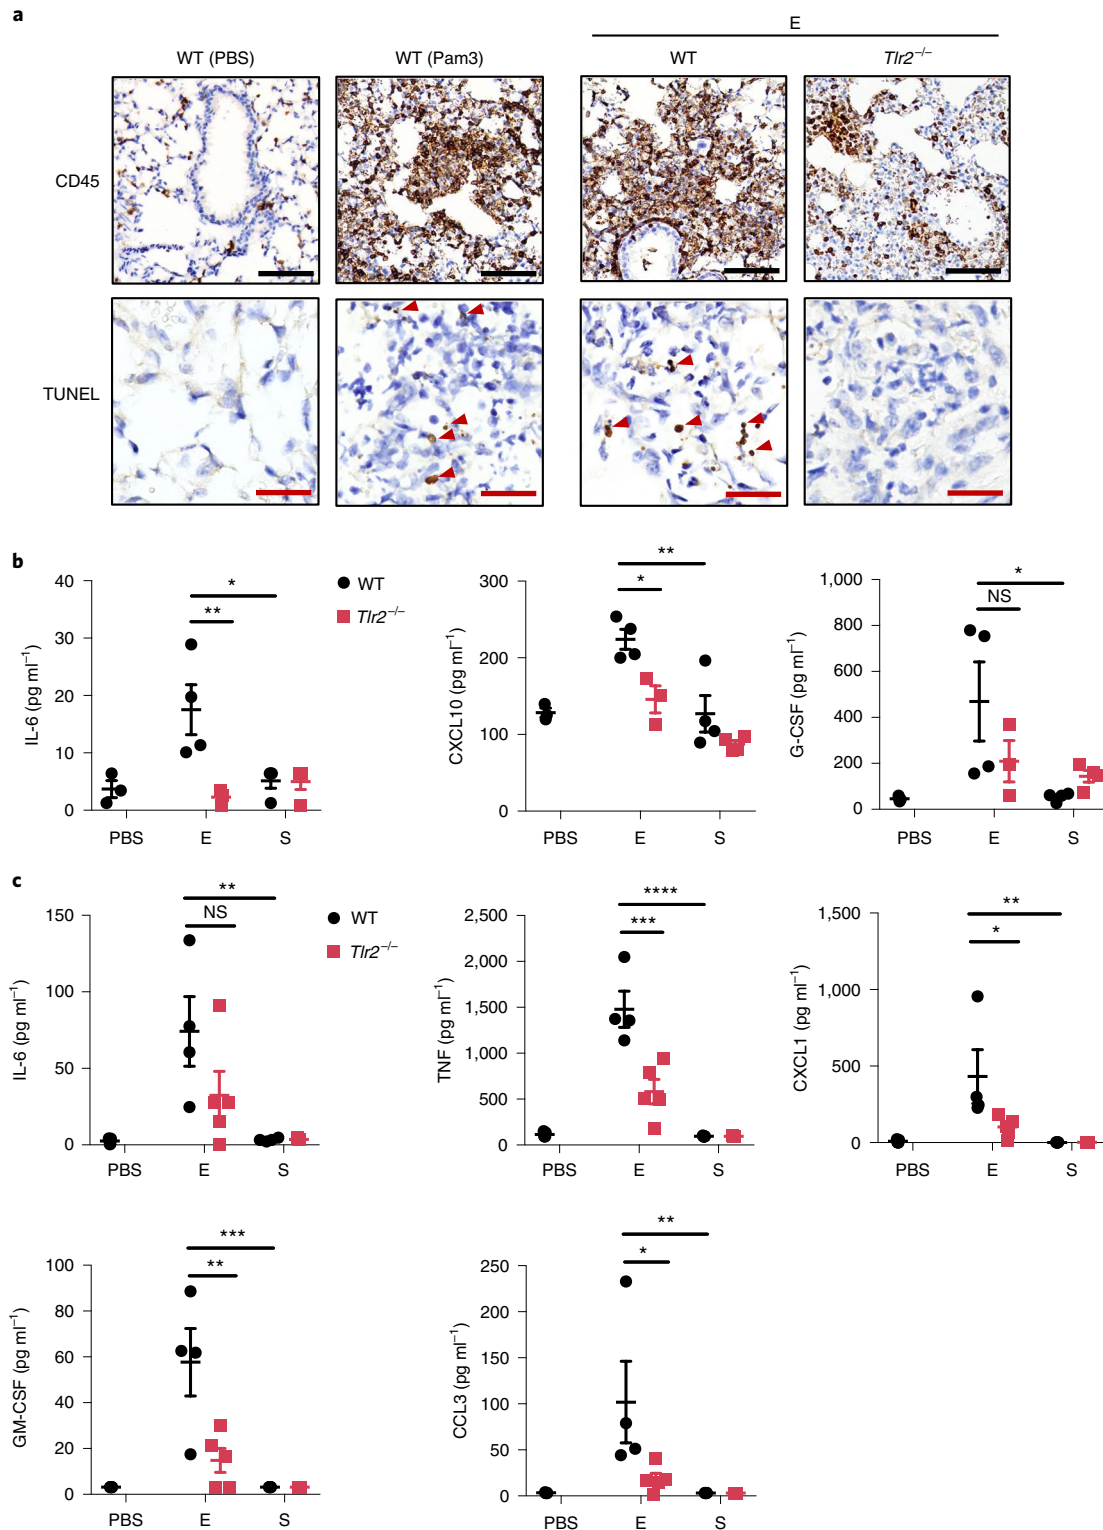 a
E
WT (PBS)
WT (Pam3)
WT
Tlr2−/−
CD45
TUNEL
b
40
30
20
10
0
IL-6 (pg ml−1)
*
**
PBS
E
S
WT
Tlr2−/−
300
200
100
0
CXCL10 (pg ml−1)
**
*
PBS
E
S
1,000
800
600
400
200
0
G-CSF (pg ml−1)
*
NS
PBS
E
S
c
150
100
50
0
IL-6 (pg ml−1)
**
NS
PBS
E
S
WT
Tlr2−/−
2,500
2,000
1,500
1,000
500
0
TNF (pg ml−1)
****
***
PBS
E
S
1,500
1,000
500
0
CXCL1 (pg ml−1)
**
*
PBS
E
S
100
80
60
40
20
0
GM-CSF (pg ml−1)
***
**
PBS
E
S
250
200
150
100
50
0
CCL3 (pg ml−1)
**
*
PBS
E
S